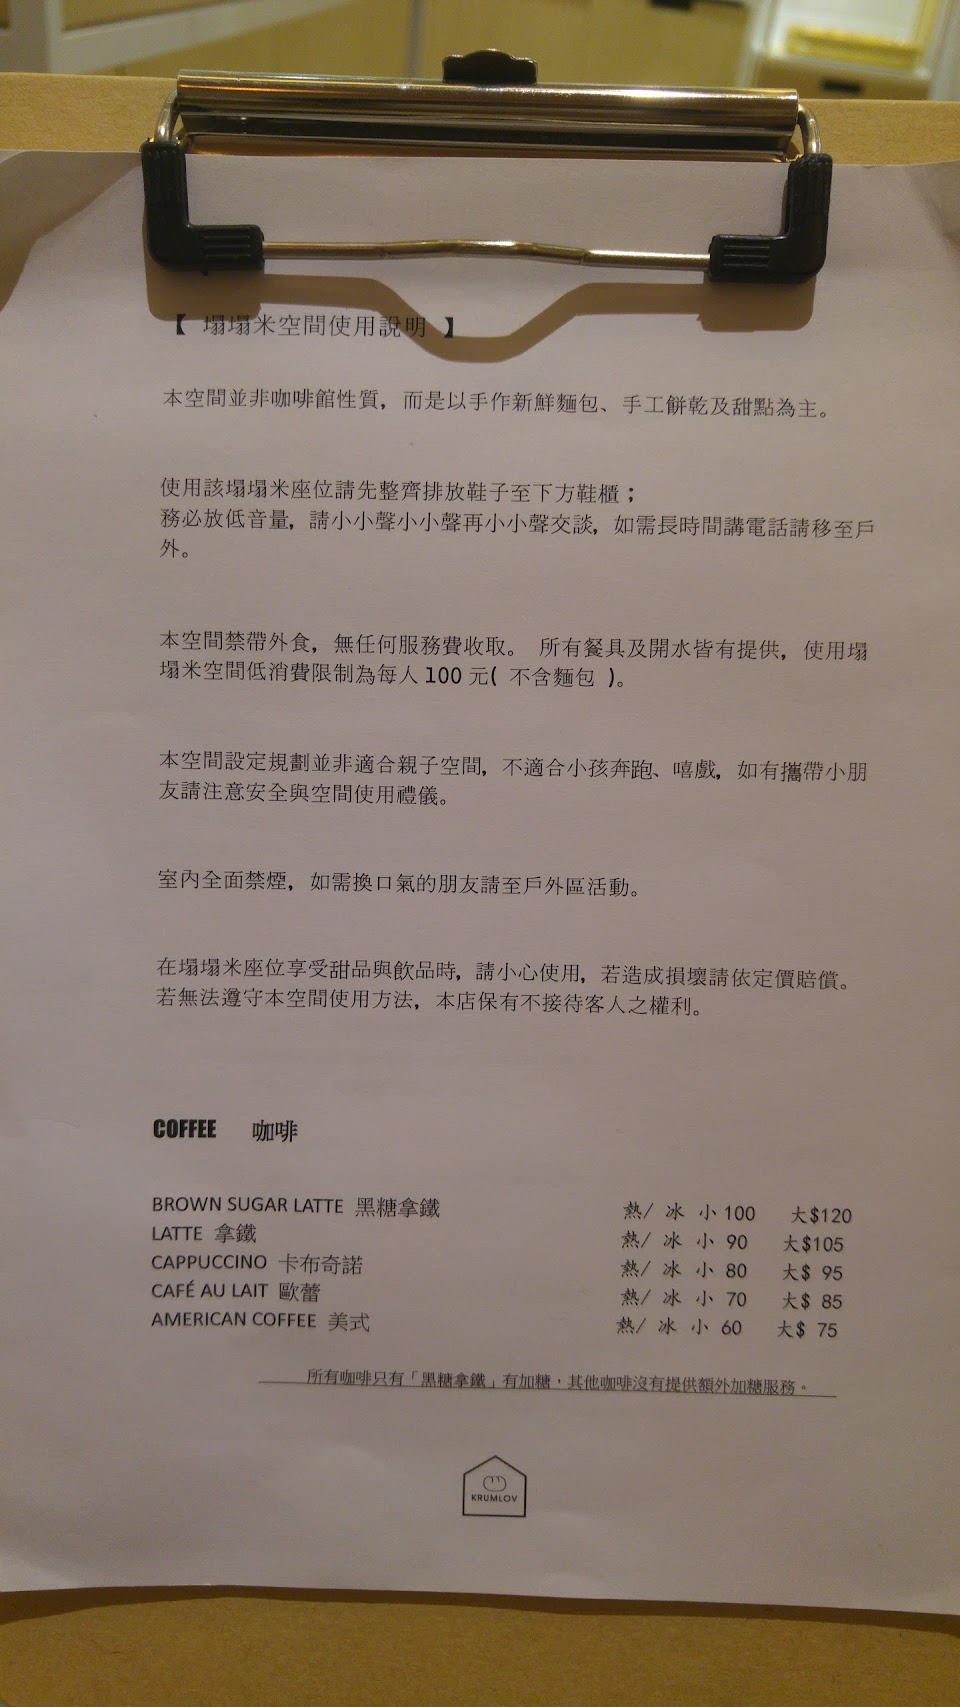 【 塌塌米空間使用說明 】
本空間並非咖啡館性質，而是以手作新鮮麵包、手工餅乾及甜點為主。
使用該塌塌米座位請先整齊排放鞋子至下方鞋櫃；
務必放低音量，請小小聲小小聲再小小聲交談，如需長時間講電話請移至戶
外。
本空間禁帶外食，無任何服務費收取。 所有餐具及開水皆有提供，使用塌
塌米空間低消費限制為每人 100 元( 不含麵包 )。
本空間設定規劃並非適合親子空間，不適合小孩奔跑、嘻戲，如有攜帶小朋
友請注意安全與空間使用禮儀。
室內全面禁煙，如需換口氣的朋友請至戶外區活動。
在塌塌米座位享受甜品與飲品時，請小心使用，若造成損壞請依定價賠償。
若無法遵守本空間使用方法，本店保有不接待客人之權利。
COFFEE 咖啡
BROWN SUGAR LATTE 黑糖拿鐵 熱/ 冰 小 100 大$120
LATTE 拿鐵 熱/ 冰 小 90 大$105
CAPPUCCINO 卡布奇諾 熱/ 冰 小 80 大$ 95
CAFÉ AU LAIT 歐蕾 熱/ 冰 小 70 大$ 85
AMERICAN COFFEE 美式 熱/ 冰 小 60 大$ 75
所有咖啡只有「黑糖拿鐵」有加糖，其他咖啡沒有提供額外加糖服務。
KRUMLOV